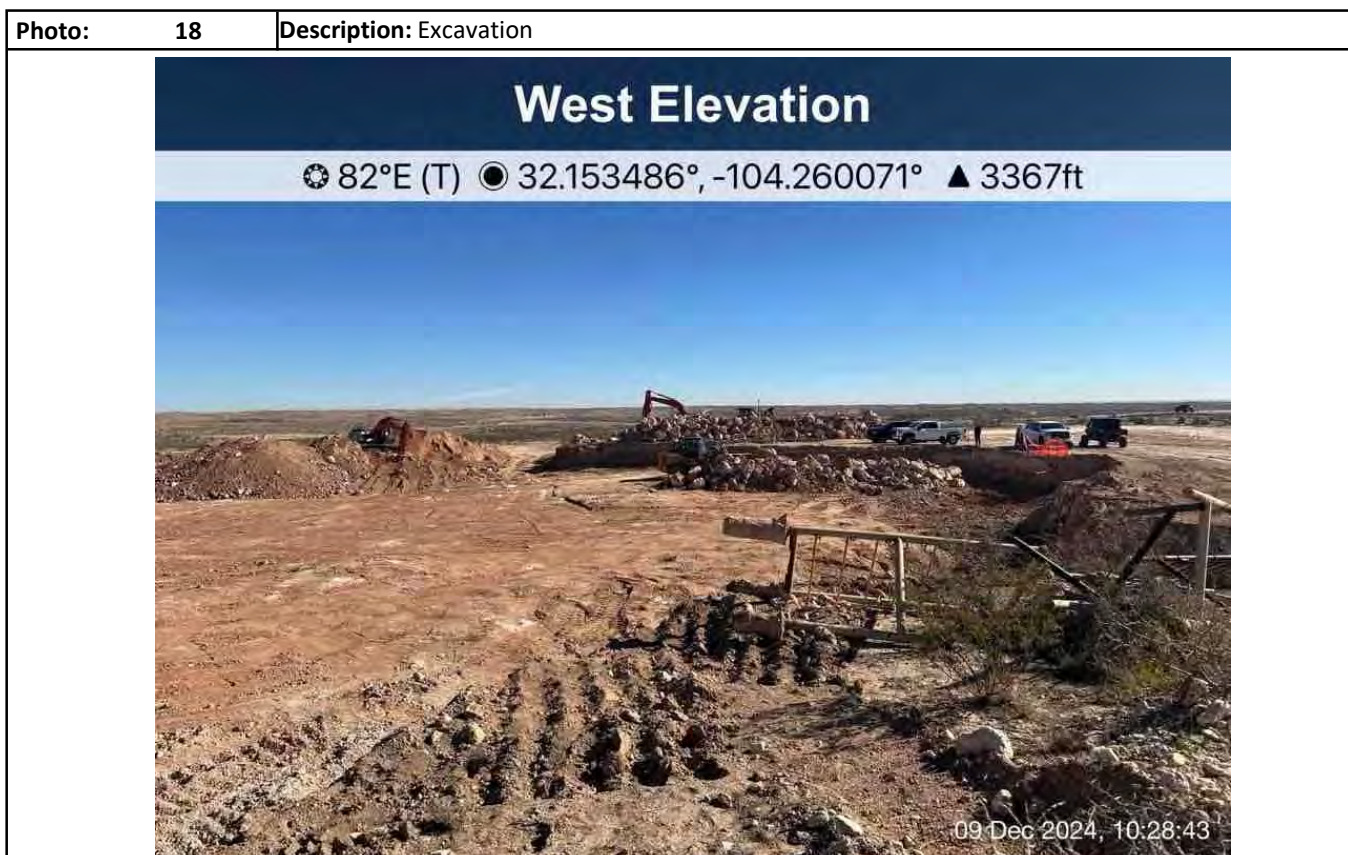 Photo: 18 Description: Excavation
West Elevation
82°E (T) 32.153486°, -104.260071° ▲ 3367ft
09 Dec 2024, 10:28:43